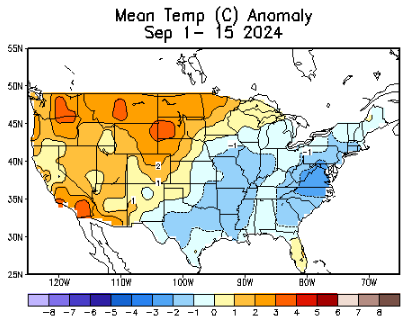 Mean Temp (C) Anomaly
Sep 1- 15 2024
55N
50N
45N
-1
40N
2
1
35N
1
30N
25N
120W 110W 100W 90W 80W 70W
-8 -7 -6 -5 -4 -3 -2 -1 0 1 2 3 4 5 6 7 8